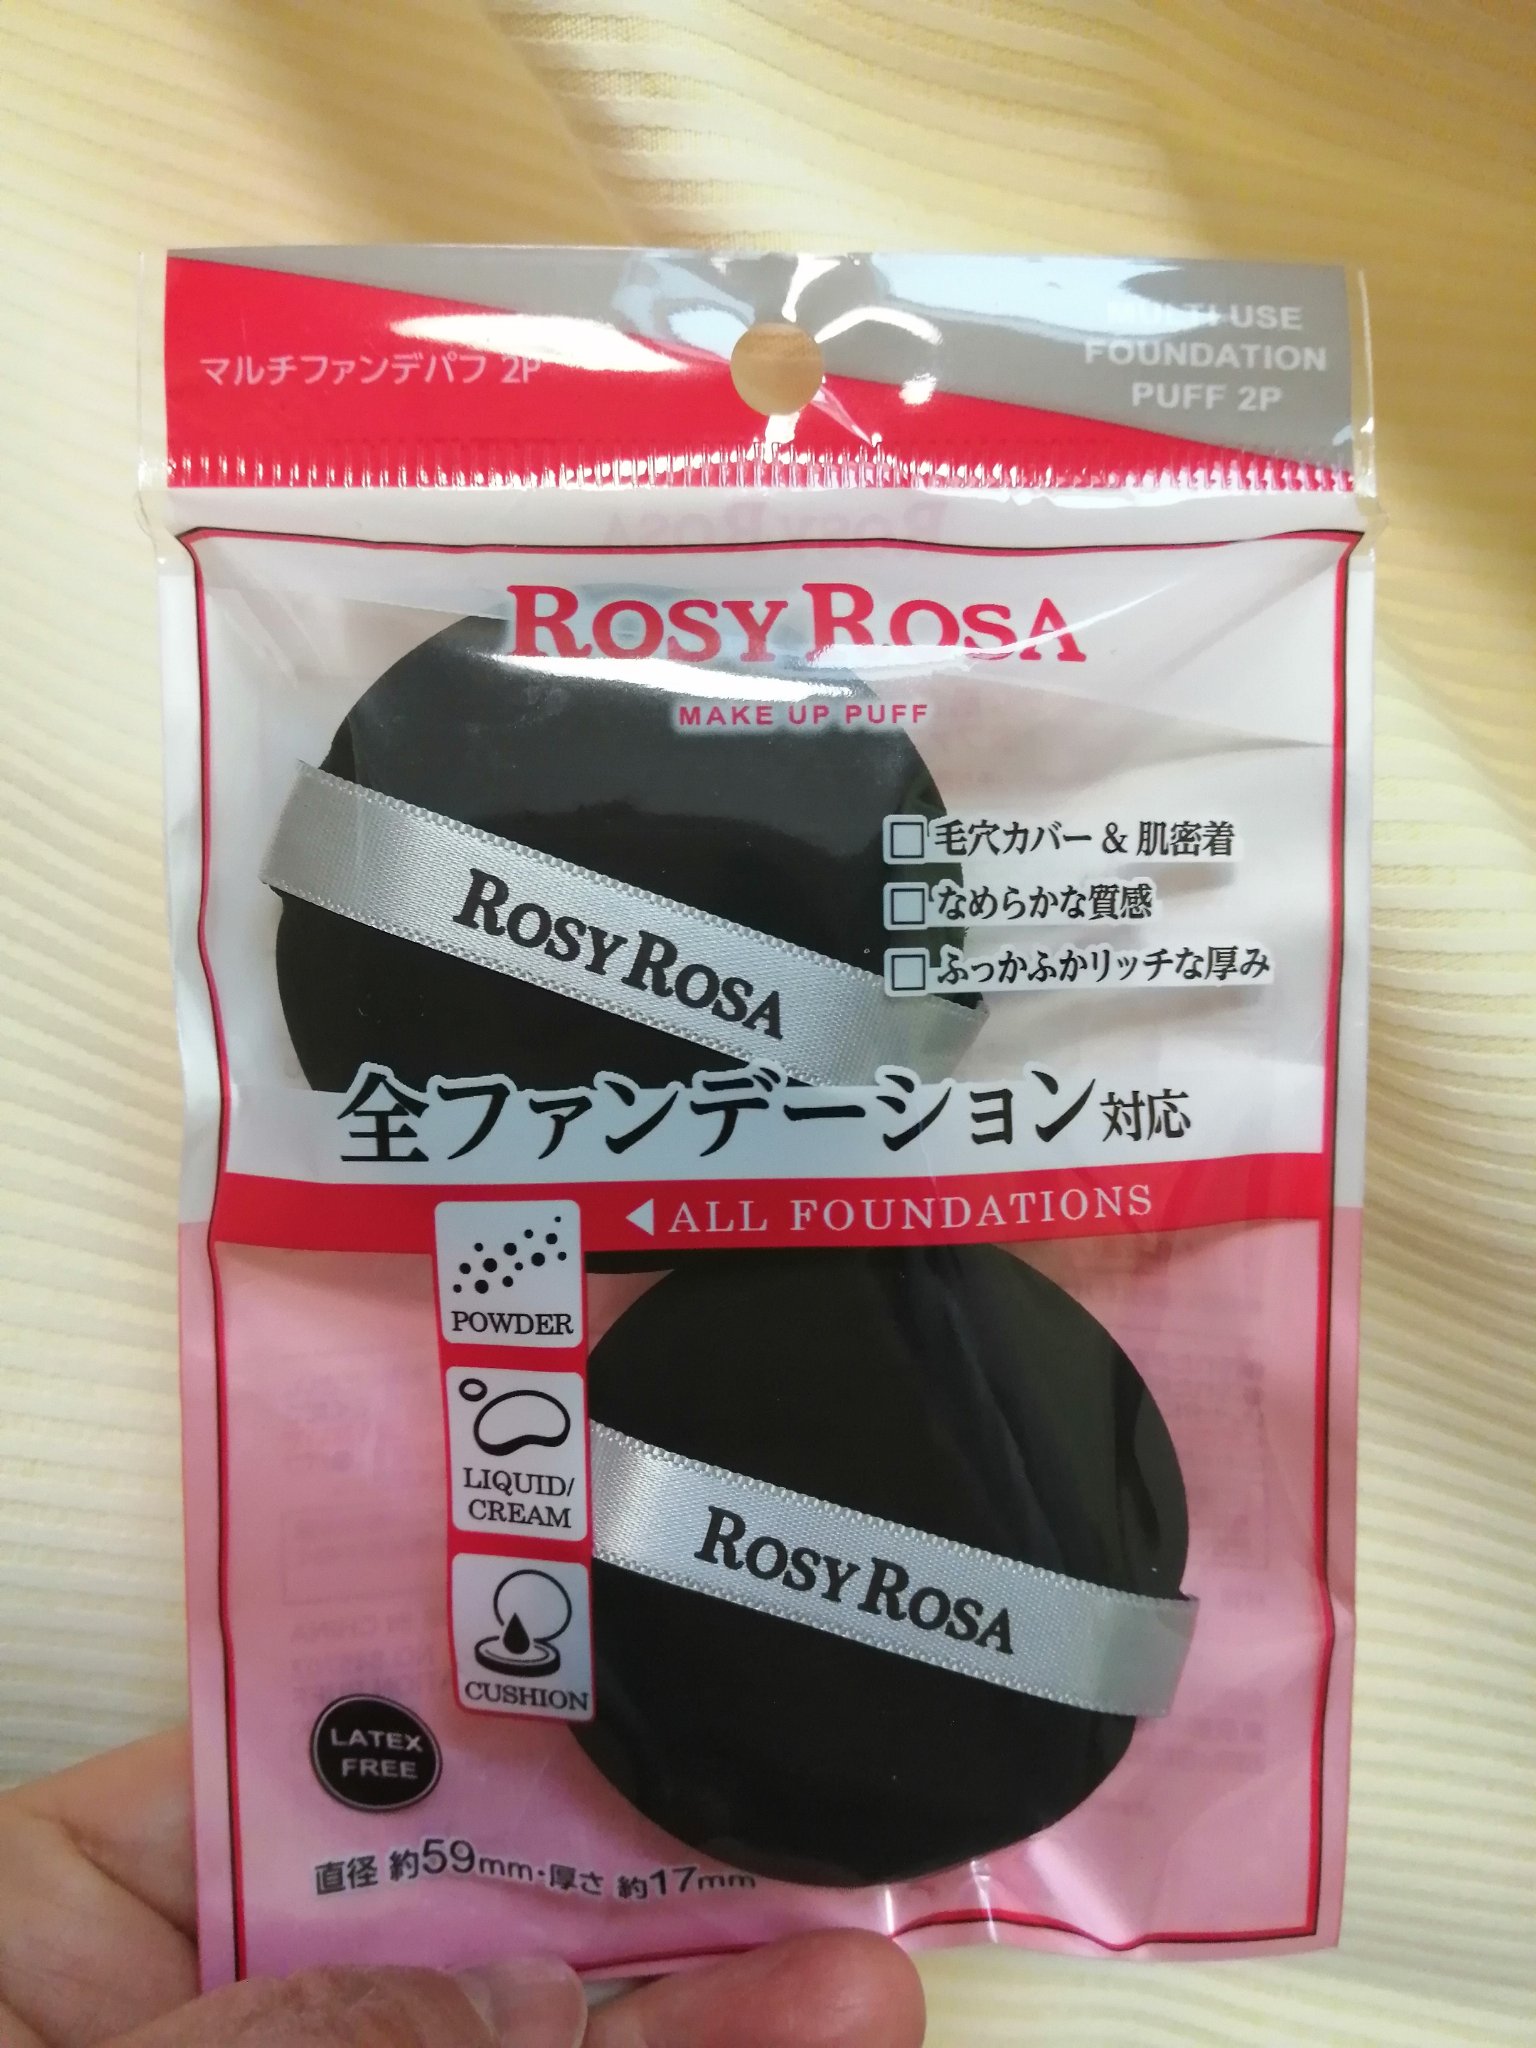 マルチファンデパフ 2P
MULTI USE
FOUNDATION
PUFF 2P
ROSY ROSA
MAKE UP PUFF
ROSY ROSA
□毛穴カバー & 肌密着
□なめらかな質感
□ふっかふかリッチな厚み
全ファンデーション対応
◀ALL FOUNDATIONS
POWDER
LIQUID/
CREAM
CUSHION
ROSY ROSA
LATEX
FREE
直径 約59mm・厚さ 約17mm